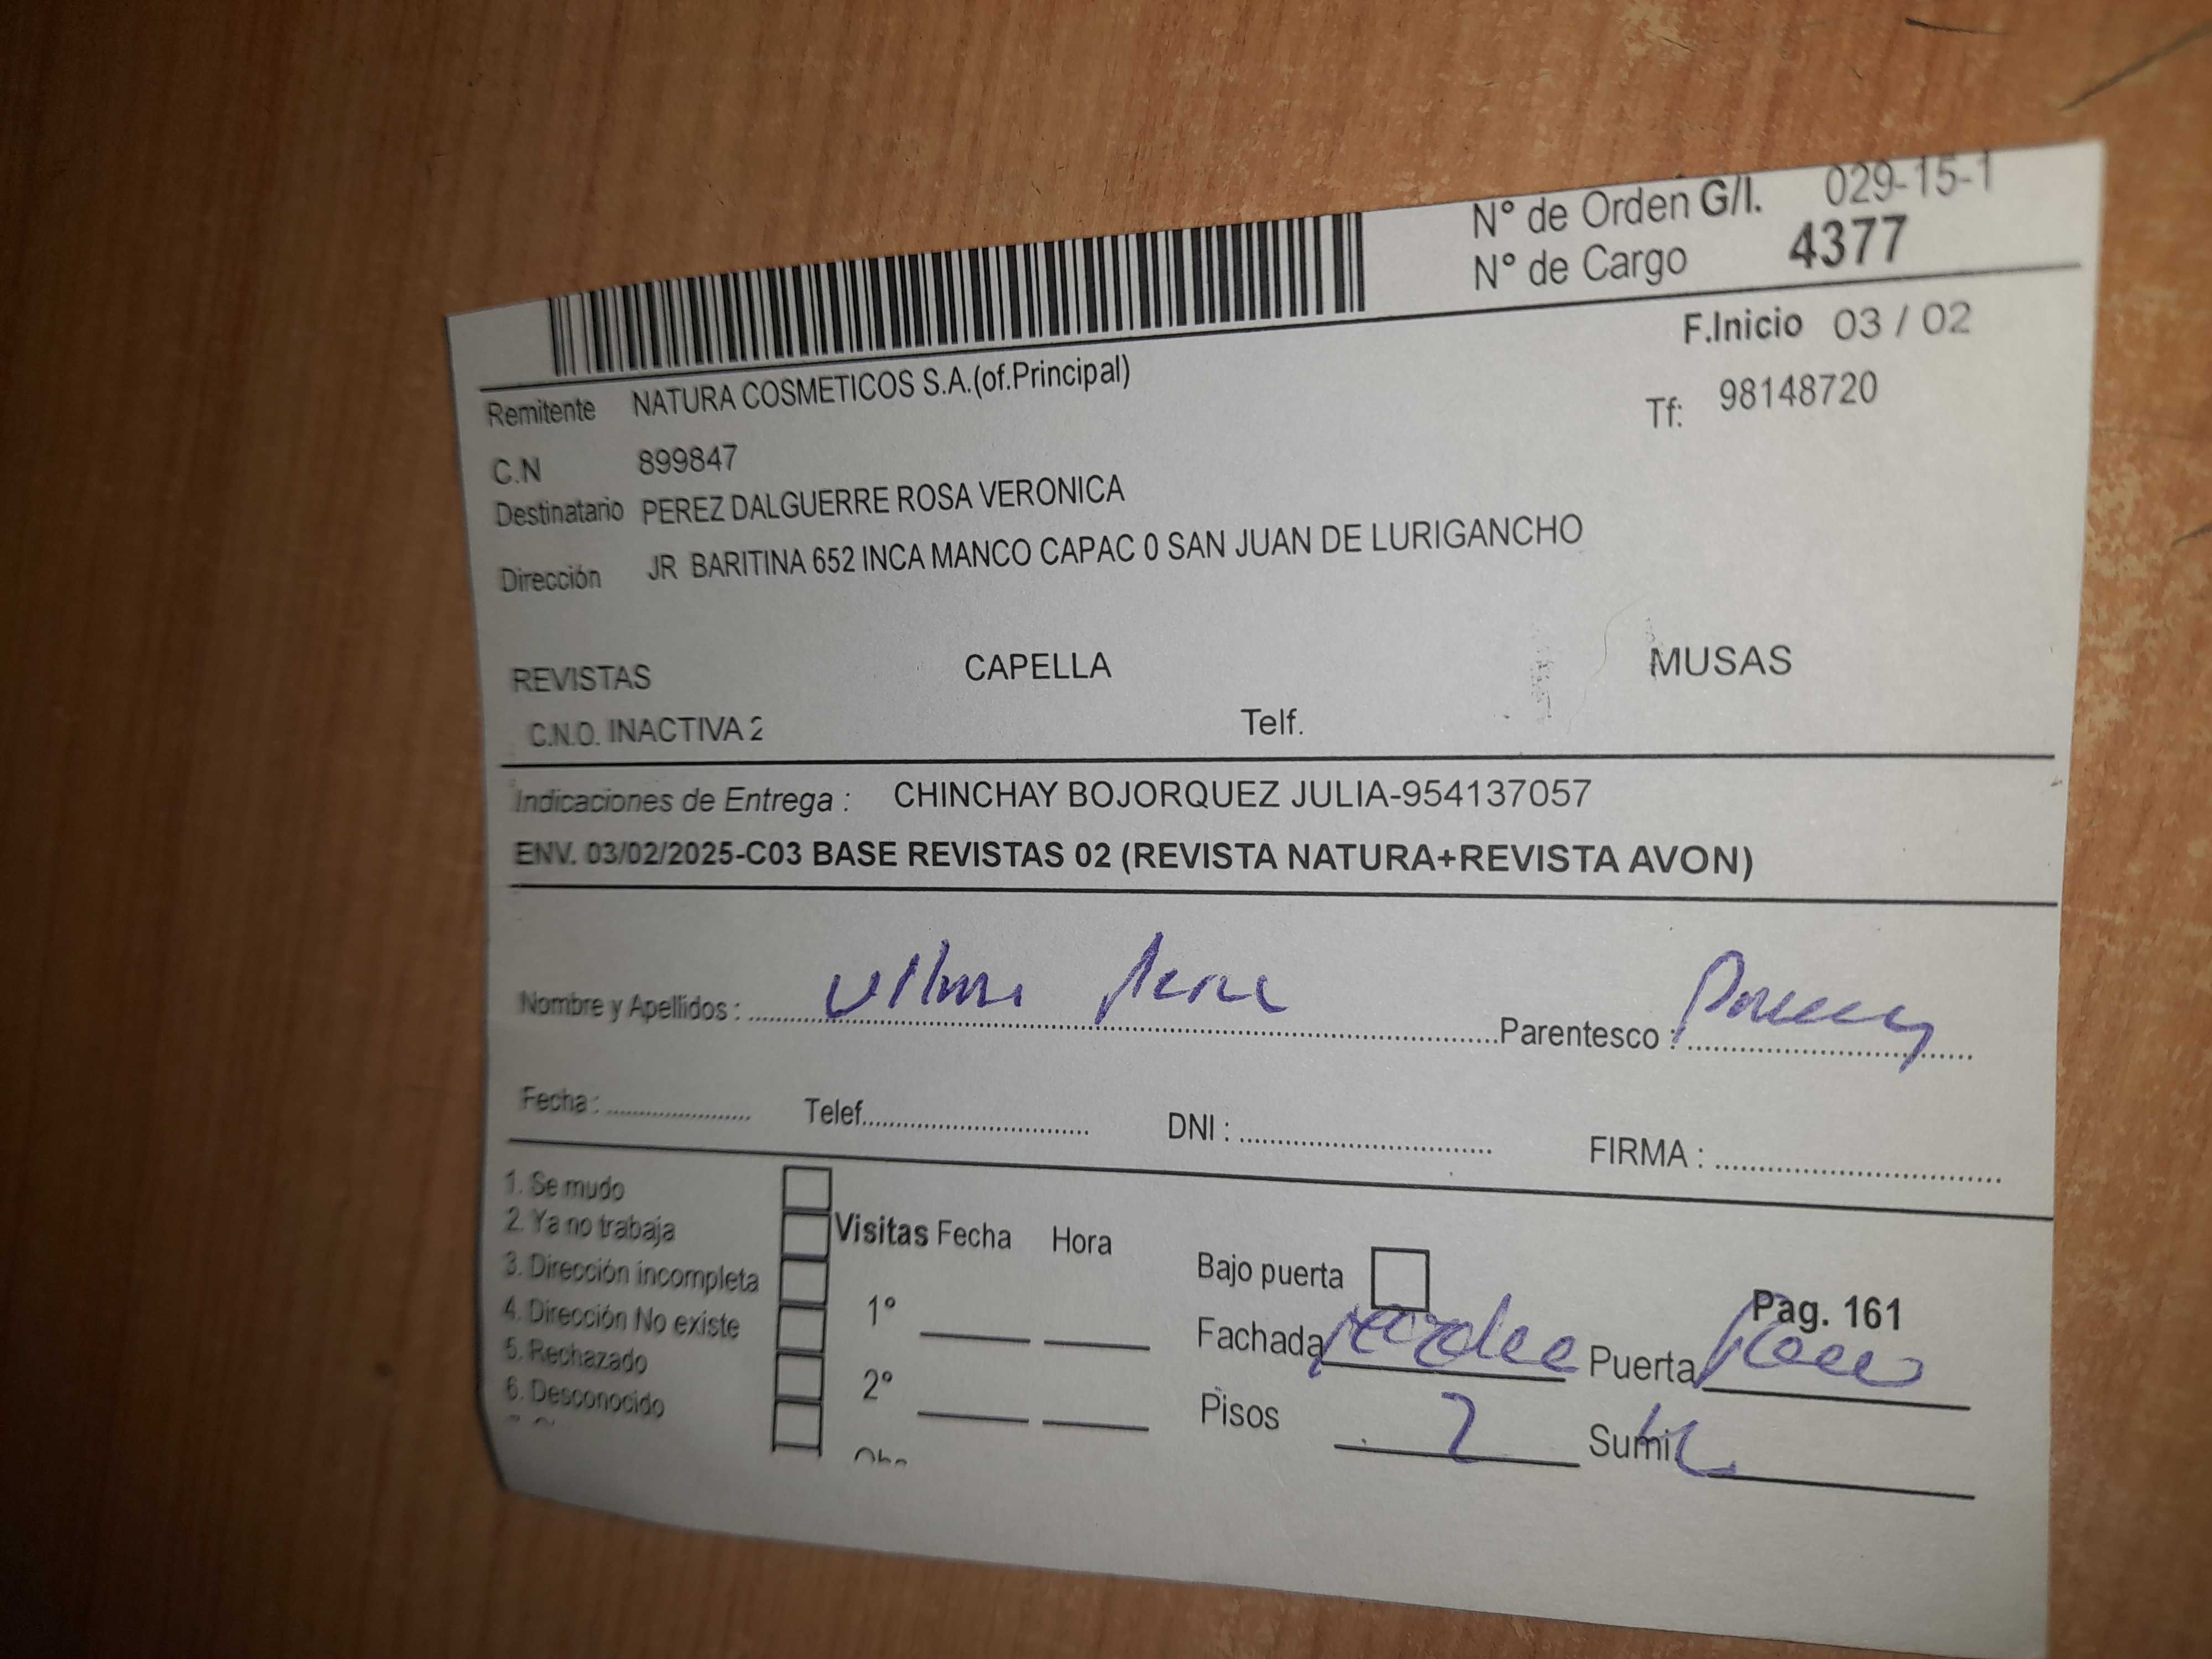 N° de Orden G/I. 029-15-1
N° de Cargo 4377
F.Inicio 03 / 02
Remitente NATURA COSMETICOS S.A.(of.Principal)
Tf: 98148720
C.N 899847
Destinatario PEREZ DALGUERRE ROSA VERONICA
Dirección JR BARITINA 652 INCA MANCO CAPAC 0 SAN JUAN DE LURIGANCHO
REVISTAS CAPELLA MUSAS
C.N.O. INACTIVA 2 Telf.
Indicaciones de Entrega : CHINCHAY BOJORQUEZ JULIA-954137057
ENV. 03/02/2025-C03 BASE REVISTAS 02 (REVISTA NATURA+REVISTA AVON)
Nombre y Apellidos : Parentesco :
Fecha : Telef. DNI : FIRMA :
1. Se mudo
2. Ya no trabaja
3. Dirección incompleta
4. Dirección No existe
5. Rechazado
6. Desconocido
Visitas Fecha Hora
1°
2°
Bajo puerta
Pag. 161
Fachada Puerta
Pisos 2 Sumi.